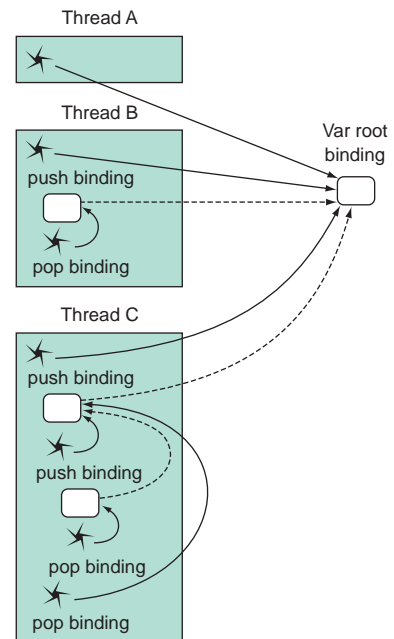 Thread A
Thread B
Var root
binding
push binding
pop binding
Thread C
push binding
push binding
pop binding
pop binding